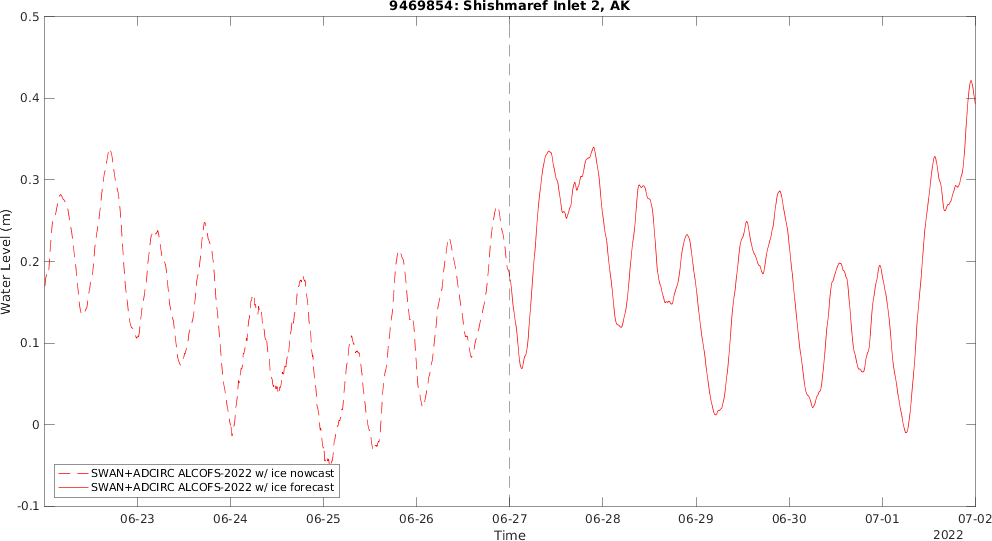 9469854: Shishmaref Inlet 2, AK
0.5
0.4
0.3
0.2
0.1
0
-0.1
Water Level (m)
SWAN+ADCIRC ALCOFS-2022 w/ ice nowcast
SWAN+ADCIRC ALCOFS-2022 w/ ice forecast
06-23 06-24 06-25 06-26 06-27 06-28 06-29 06-30 07-01 07-02
Time
2022